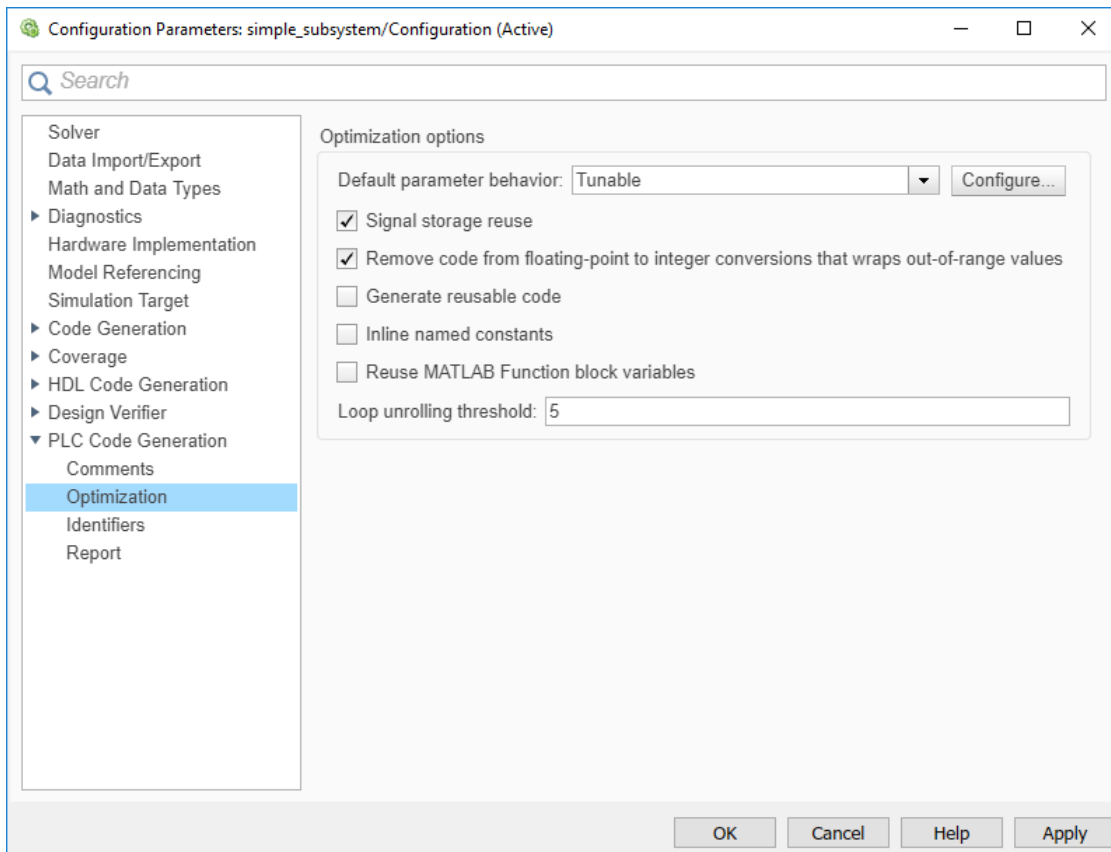 Configuration Parameters: simple_subsystem/Configuration (Active)
Search
Solver
Data Import/Export
Math and Data Types
Diagnostics
Hardware Implementation
Model Referencing
Simulation Target
Code Generation
Coverage
HDL Code Generation
Design Verifier
PLC Code Generation
Comments
Optimization
Identifiers
Report
Optimization options
Default parameter behavior: Tunable Configure...
Signal storage reuse
Remove code from floating-point to integer conversions that wraps out-of-range values
Generate reusable code
Inline named constants
Reuse MATLAB Function block variables
Loop unrolling threshold: 5
OK Cancel Help Apply